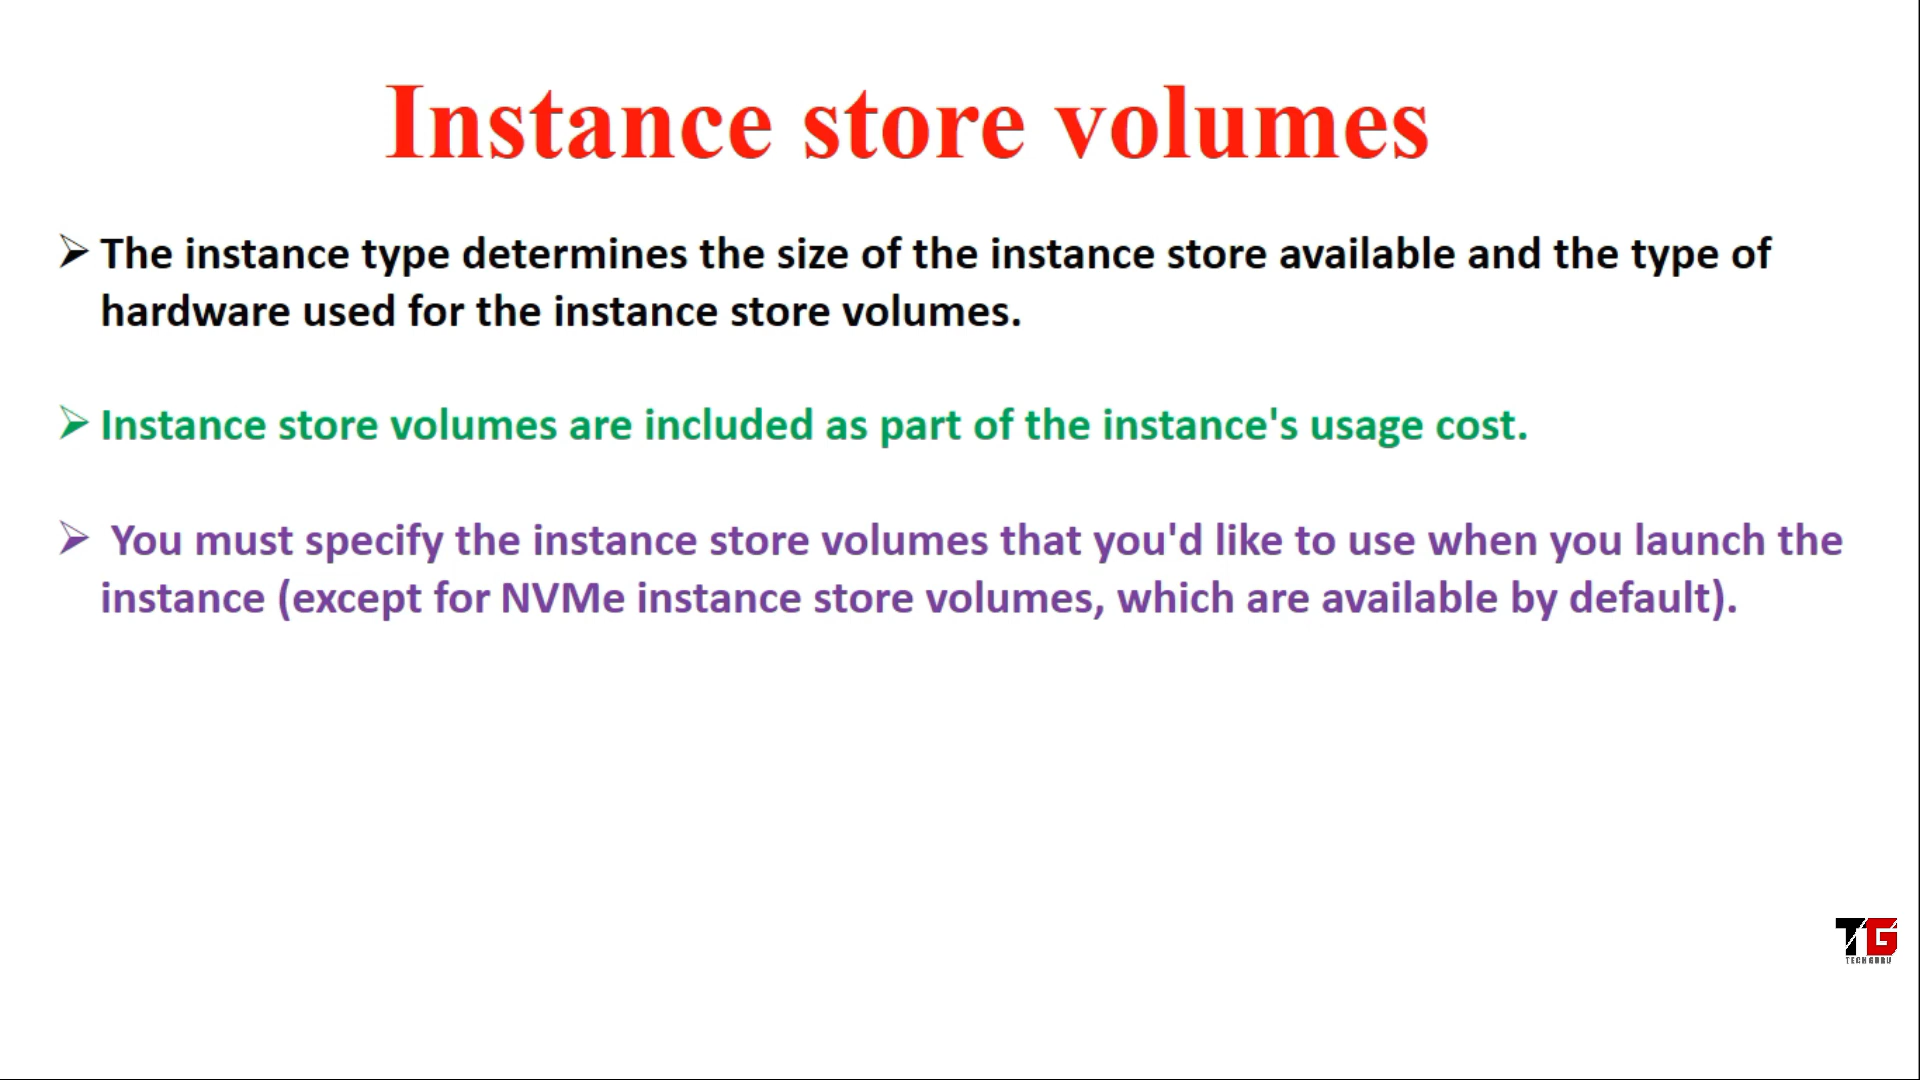 Instance store volumes
➢ The instance type determines the size of the instance store available and the type of
hardware used for the instance store volumes.
➢ Instance store volumes are included as part of the instance's usage cost.
➢ You must specify the instance store volumes that you'd like to use when you launch the
instance (except for NVMe instance store volumes, which are available by default).
TG
TECH GURU